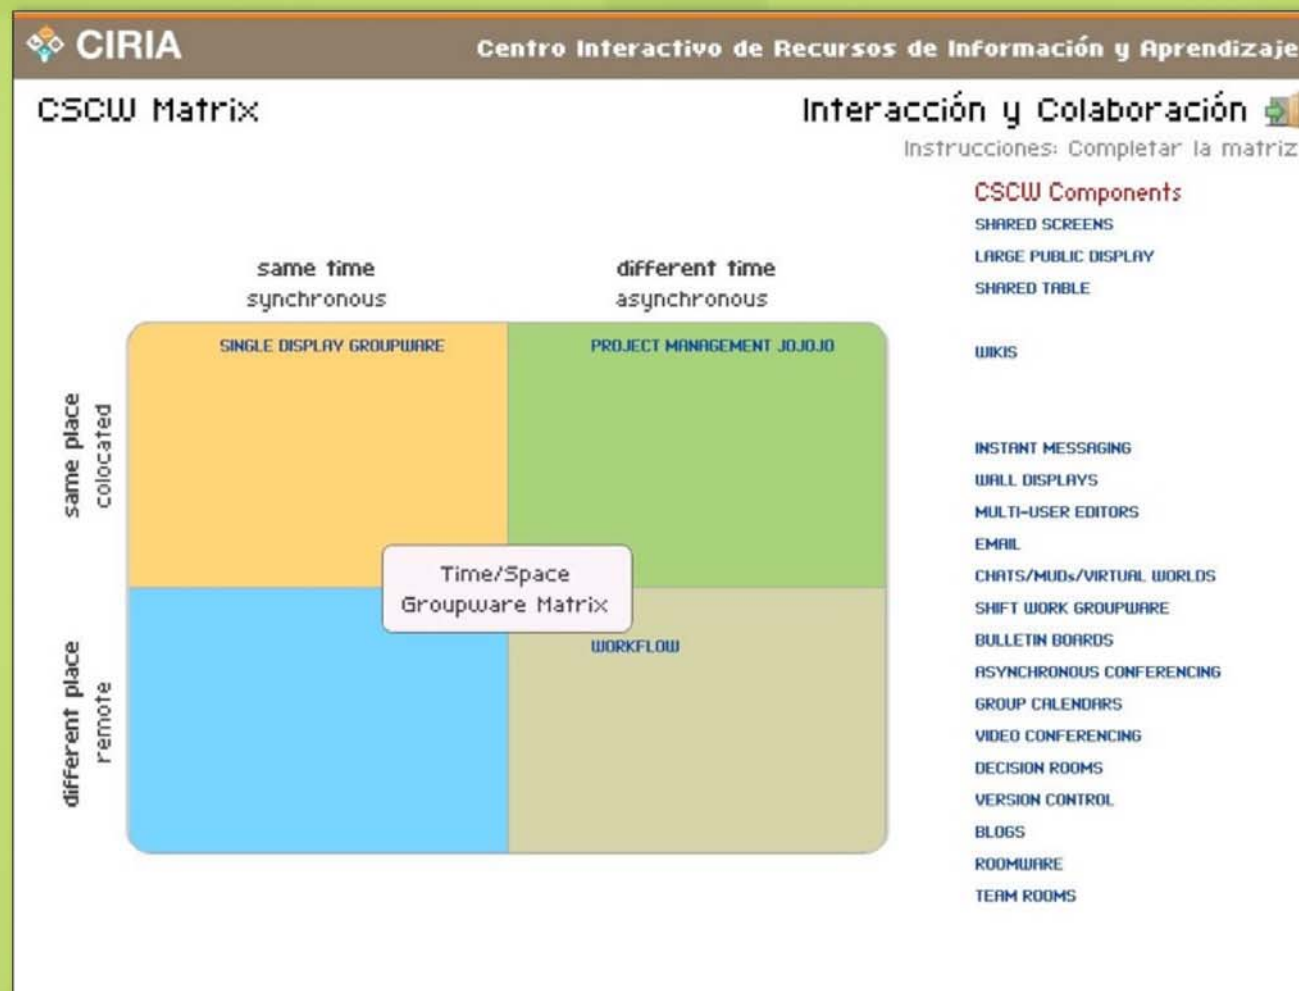 CIRIA
Centro Interactivo de Recursos de Información y Aprendizaje
CSCW Matrix
Interacción y Colaboración
Instrucciones: Completar la matriz
CSCW Components
SHARED SCREENS
LARGE PUBLIC DISPLAY
SHARED TABLE
WIKIS
INSTANT MESSAGING
WALL DISPLAYS
MULTI-USER EDITORS
EMAIL
CHATS/MUDs/VIRTUAL WORLDS
SHIFT WORK GROUPWARE
BULLETIN BOARDS
ASYNCHRONOUS CONFERENCING
GROUP CALENDARS
VIDEO CONFERENCING
DECISION ROOMS
VERSION CONTROL
BLOGS
ROOMWARE
TEAM ROOMS
same time
synchronous
different time
asynchronous
same place
colocated
SINGLE DISPLAY GROUPWARE
PROJECT MANAGEMENT JOJOJO
Time/Space
Groupware Matrix
different place
remote
WORKFLOW